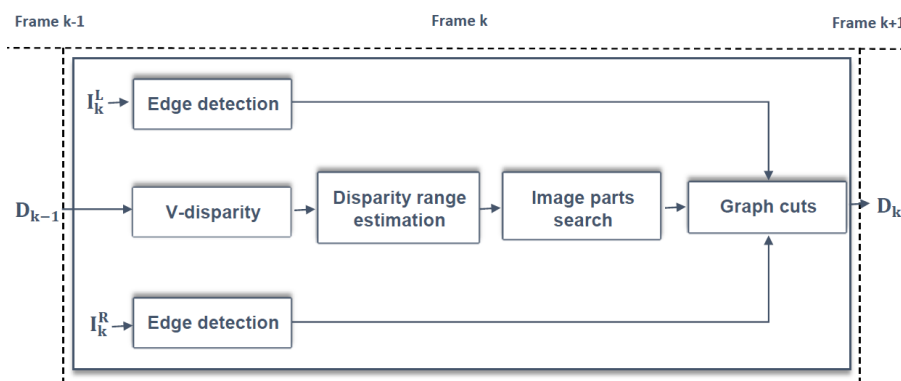 Frame k-1
Frame k
Frame k+1
I_k^L
Edge detection
D_{k-1}
V-disparity
Disparity range
estimation
Image parts
search
Graph cuts
D_k
I_k^R
Edge detection